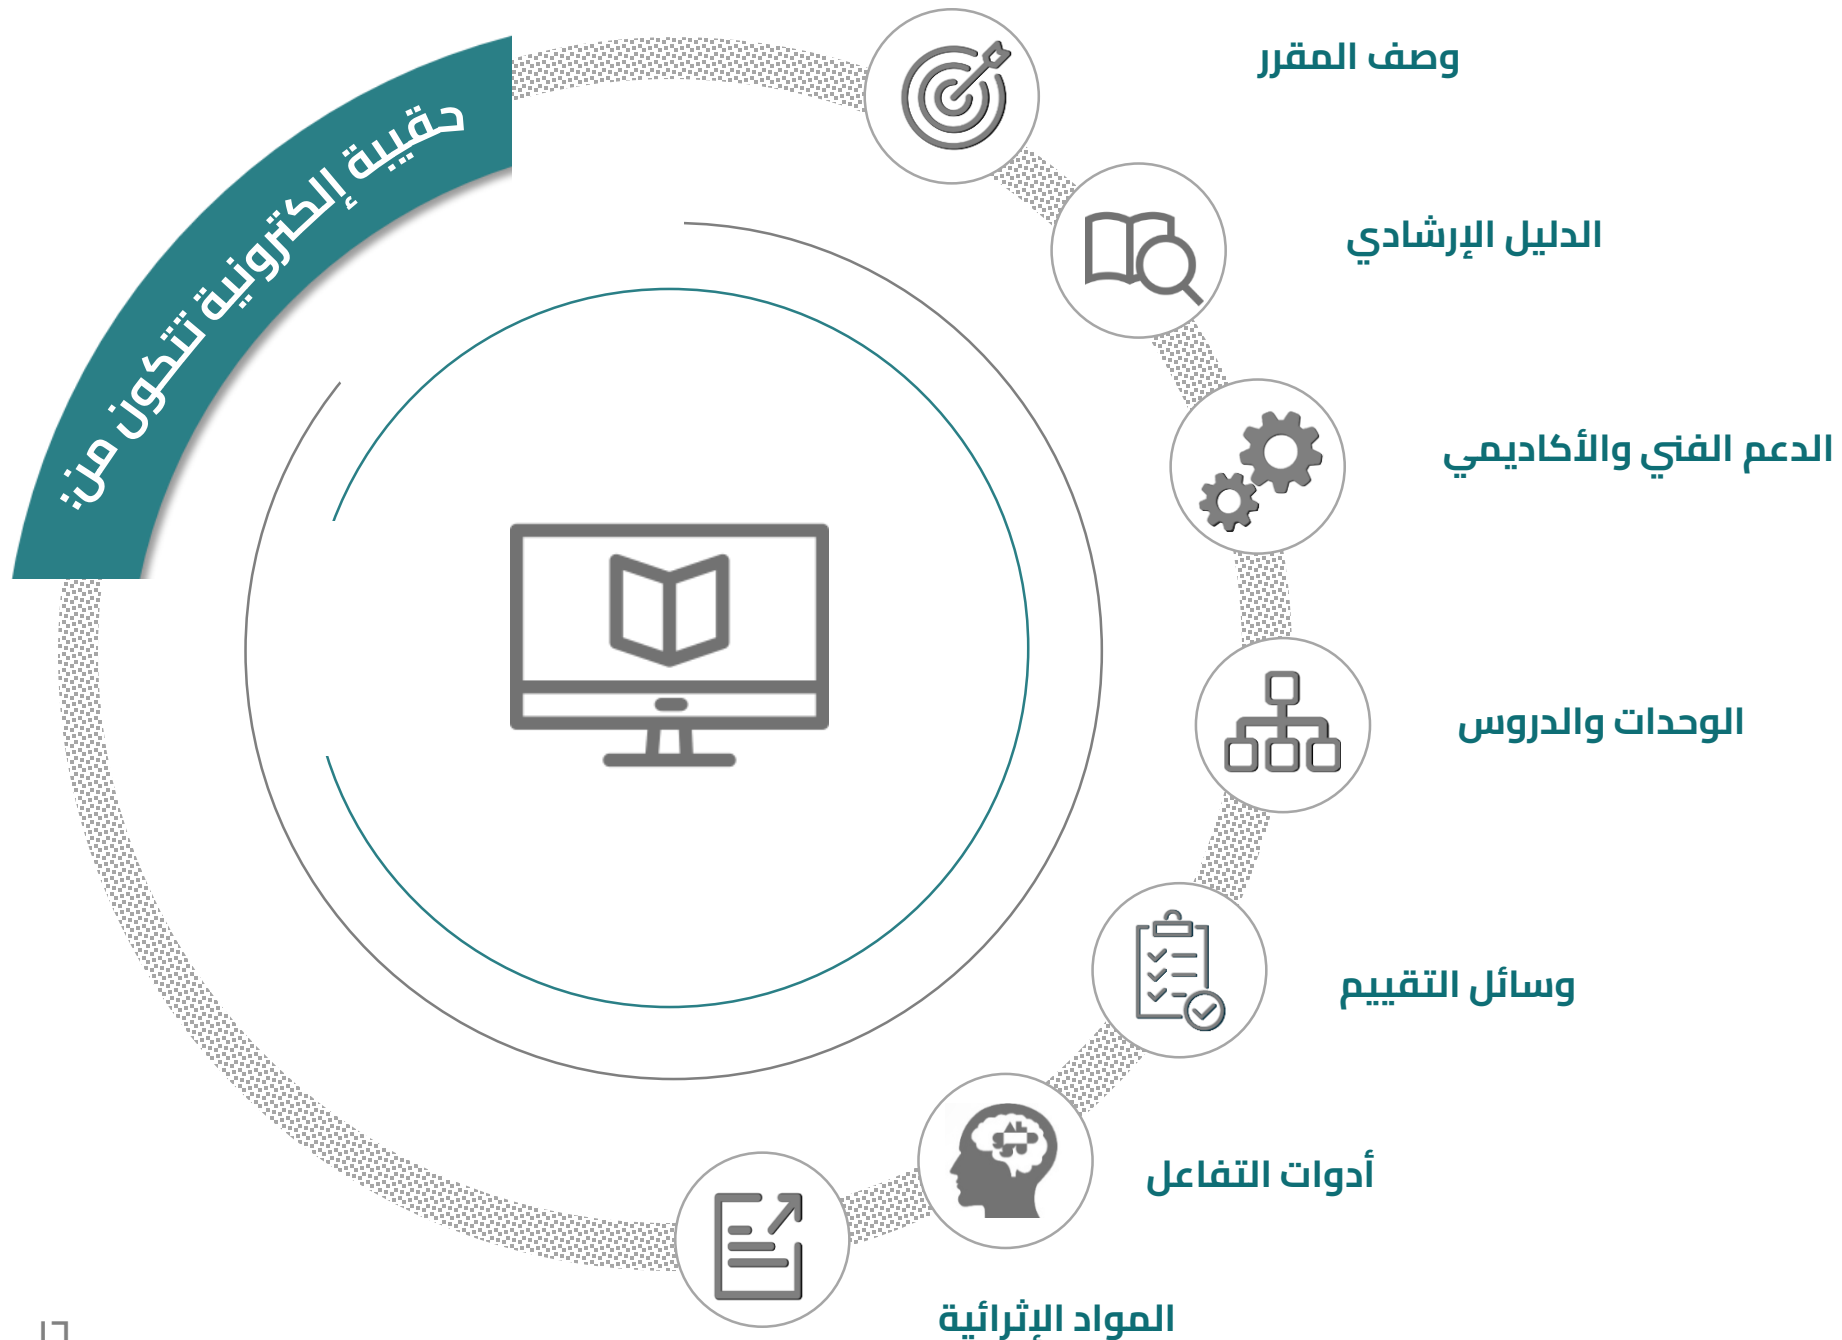 حقيبة إلكترونية تتكون من:
وصف المقرر
الدليل الإرشادي
الدعم الفني والأكاديمي
الوحدات والدروس
وسائل التقييم
أدوات التفاعل
المواد الإثرائية